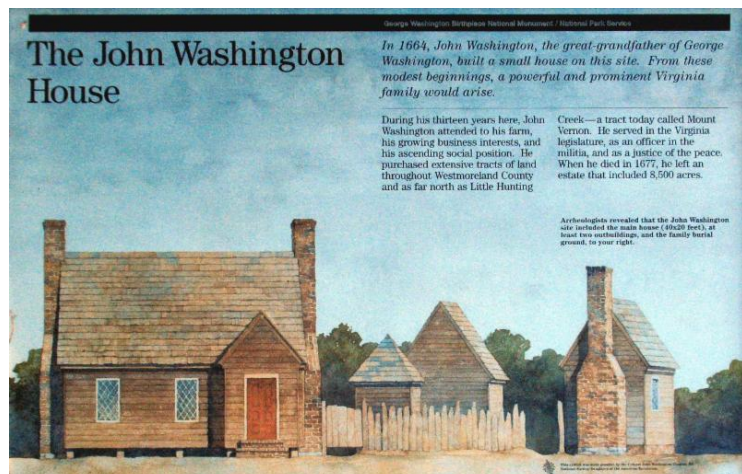 George Washington Birthplace National Monument / National Park Service
The John Washington
House
In 1664, John Washington, the great-grandfather of George
Washington, built a small house on this site. From these
modest beginnings, a powerful and prominent Virginia
family would arise.
During his thirteen years here, John
Washington attended to his farm,
his growing business interests, and
his ascending social position. He
purchased extensive tracts of land
throughout Westmoreland County
and as far north as Little Hunting
Creek—a tract today called Mount
Vernon. He served in the Virginia
legislature, as an officer in the
militia, and as a justice of the peace.
When he died in 1677, he left an
estate that included 8,500 acres.
Archeologists revealed that the John Washington
site included the main house (40x20 feet), at
least two outbuildings, and the family burial
ground, to your right.